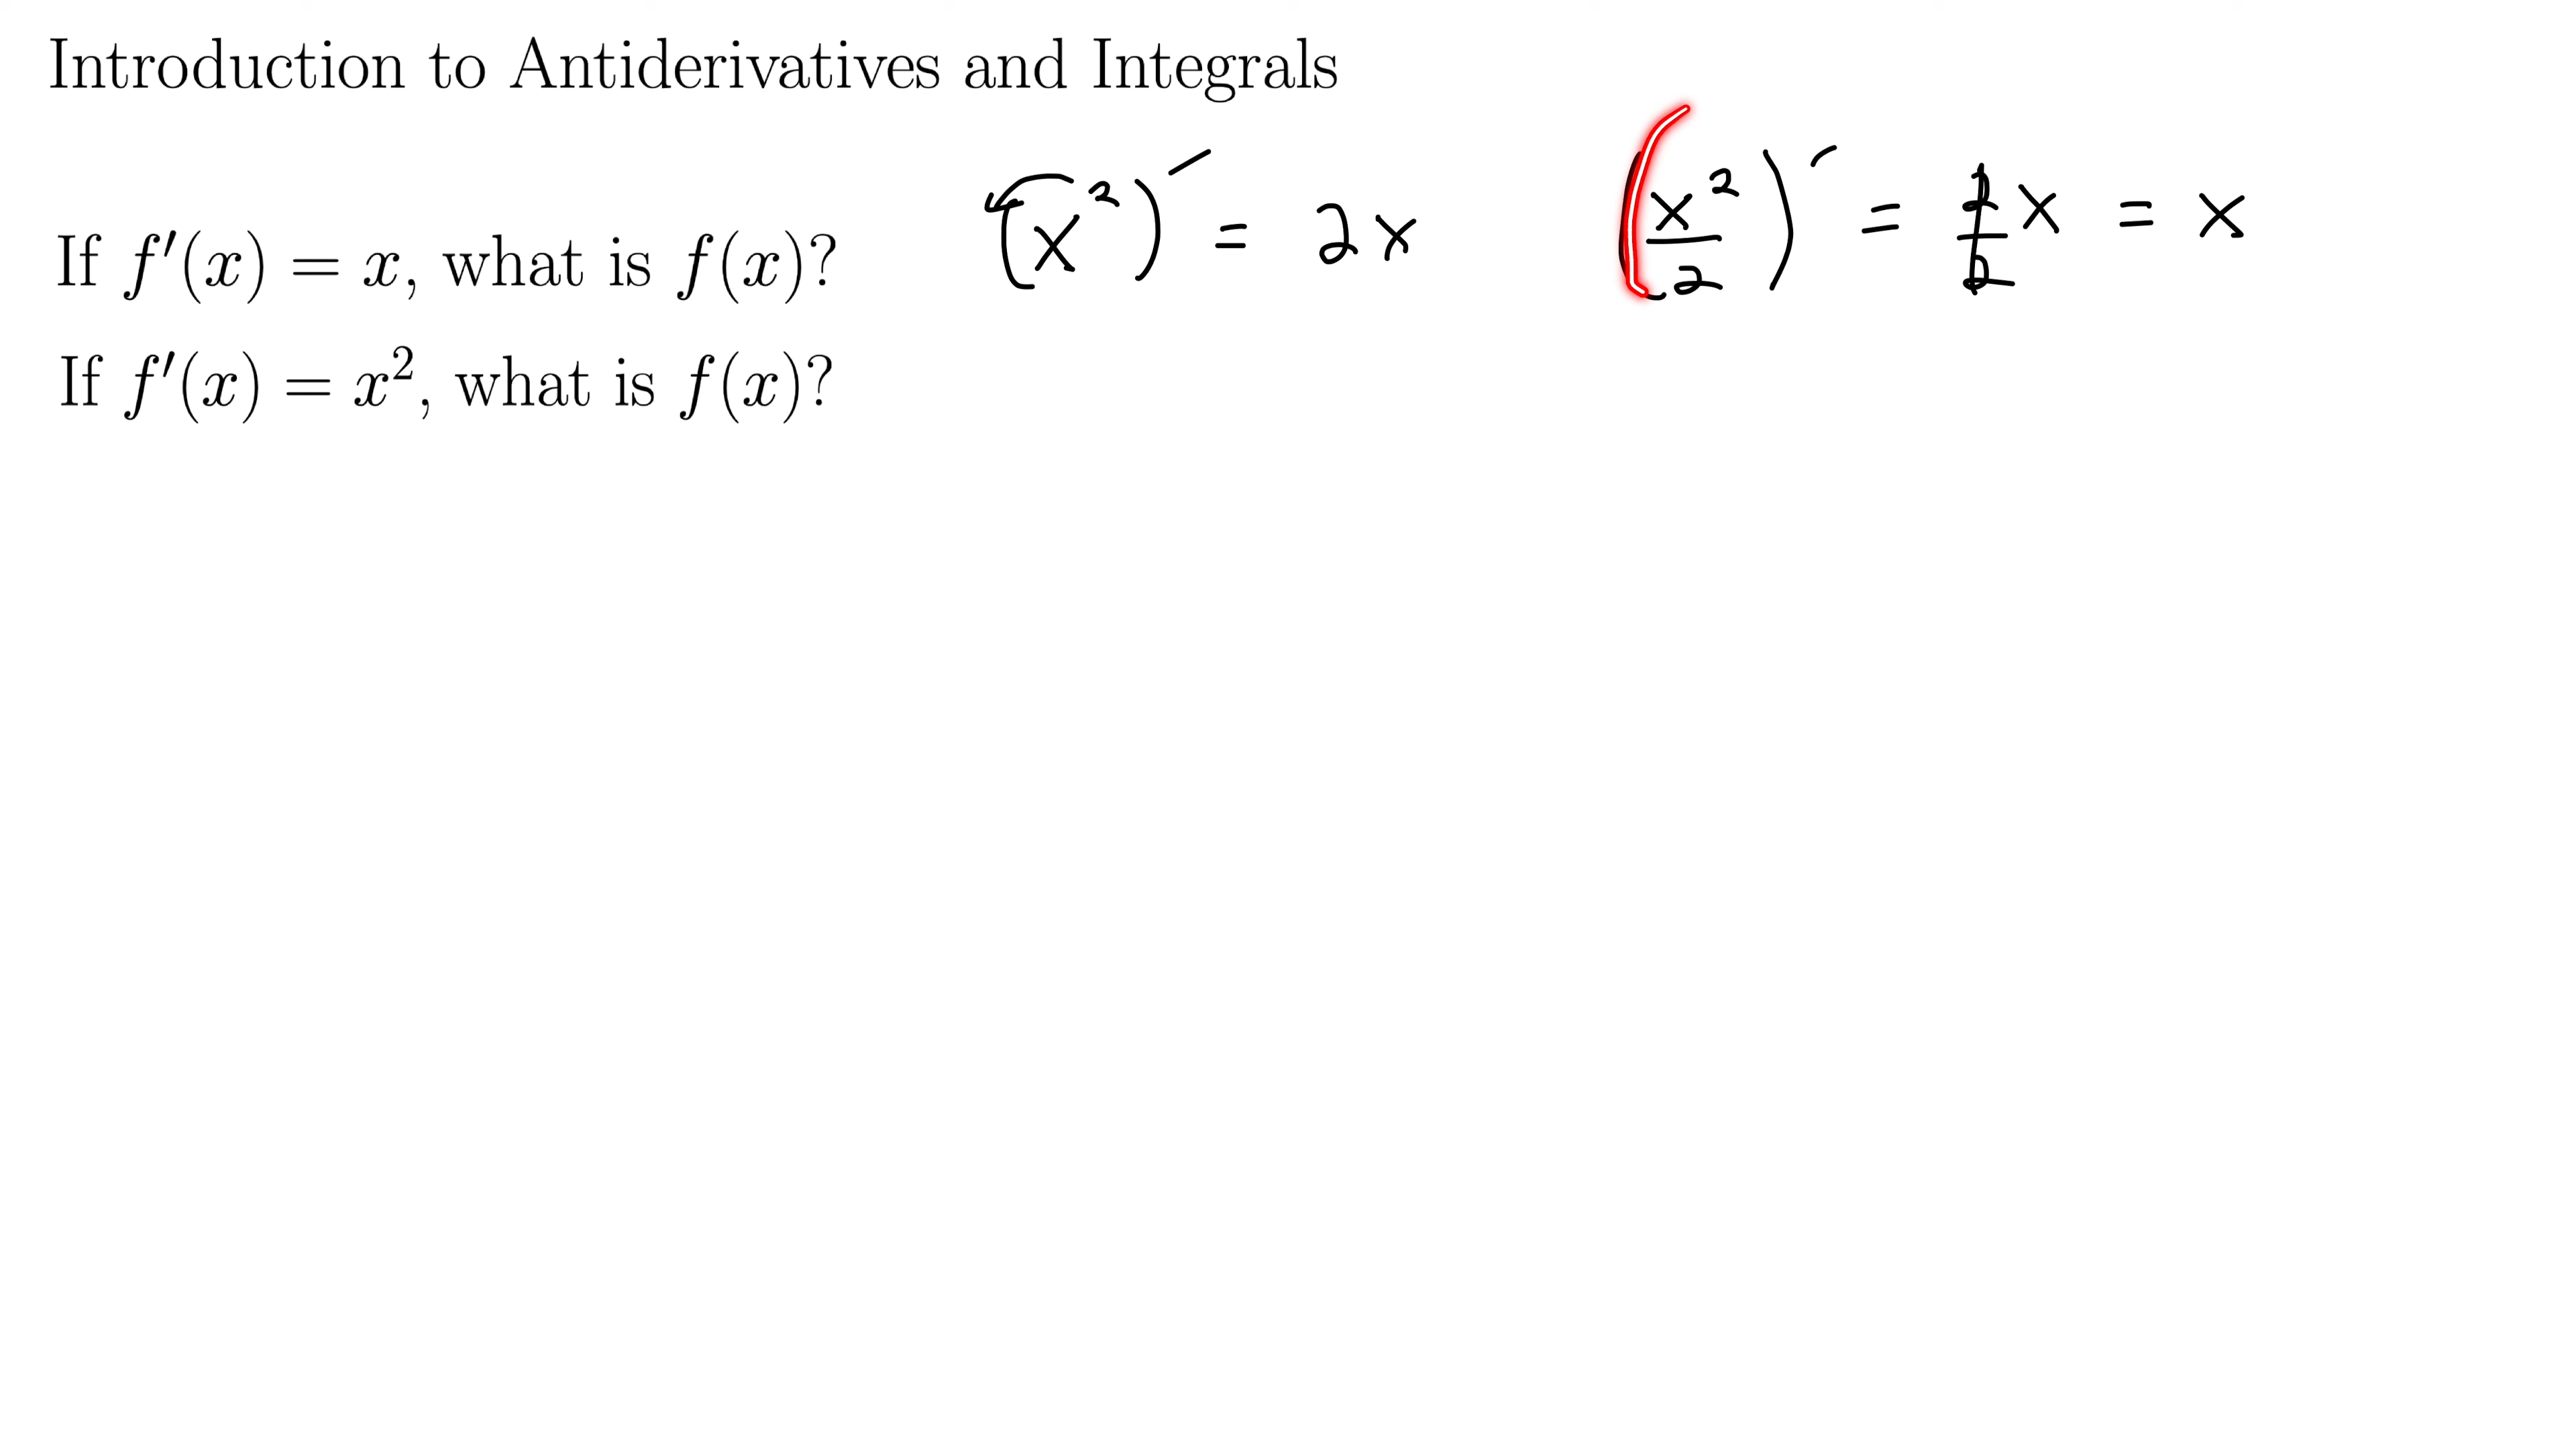 Introduction to Antiderivatives and Integrals
(x²)′ = 2x
(x²/2)′ = 2/2 x = x
If f′(x) = x, what is f(x)?
If f′(x) = x², what is f(x)?